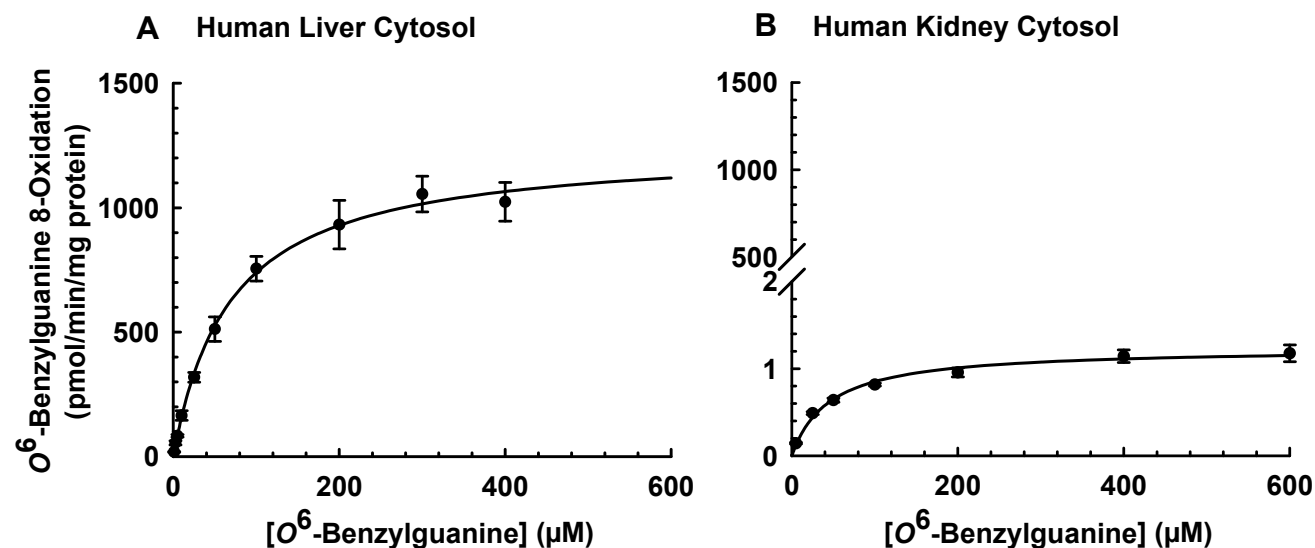 A Human Liver Cytosol
O6-Benzylguanine 8-Oxidation
(pmol/min/mg protein)
1500
1000
500
0
0 200 400 600
[O6-Benzylguanine] (µM)
B Human Kidney Cytosol
1500
1000
500
2
1
0
0 200 400 600
[O6-Benzylguanine] (µM)